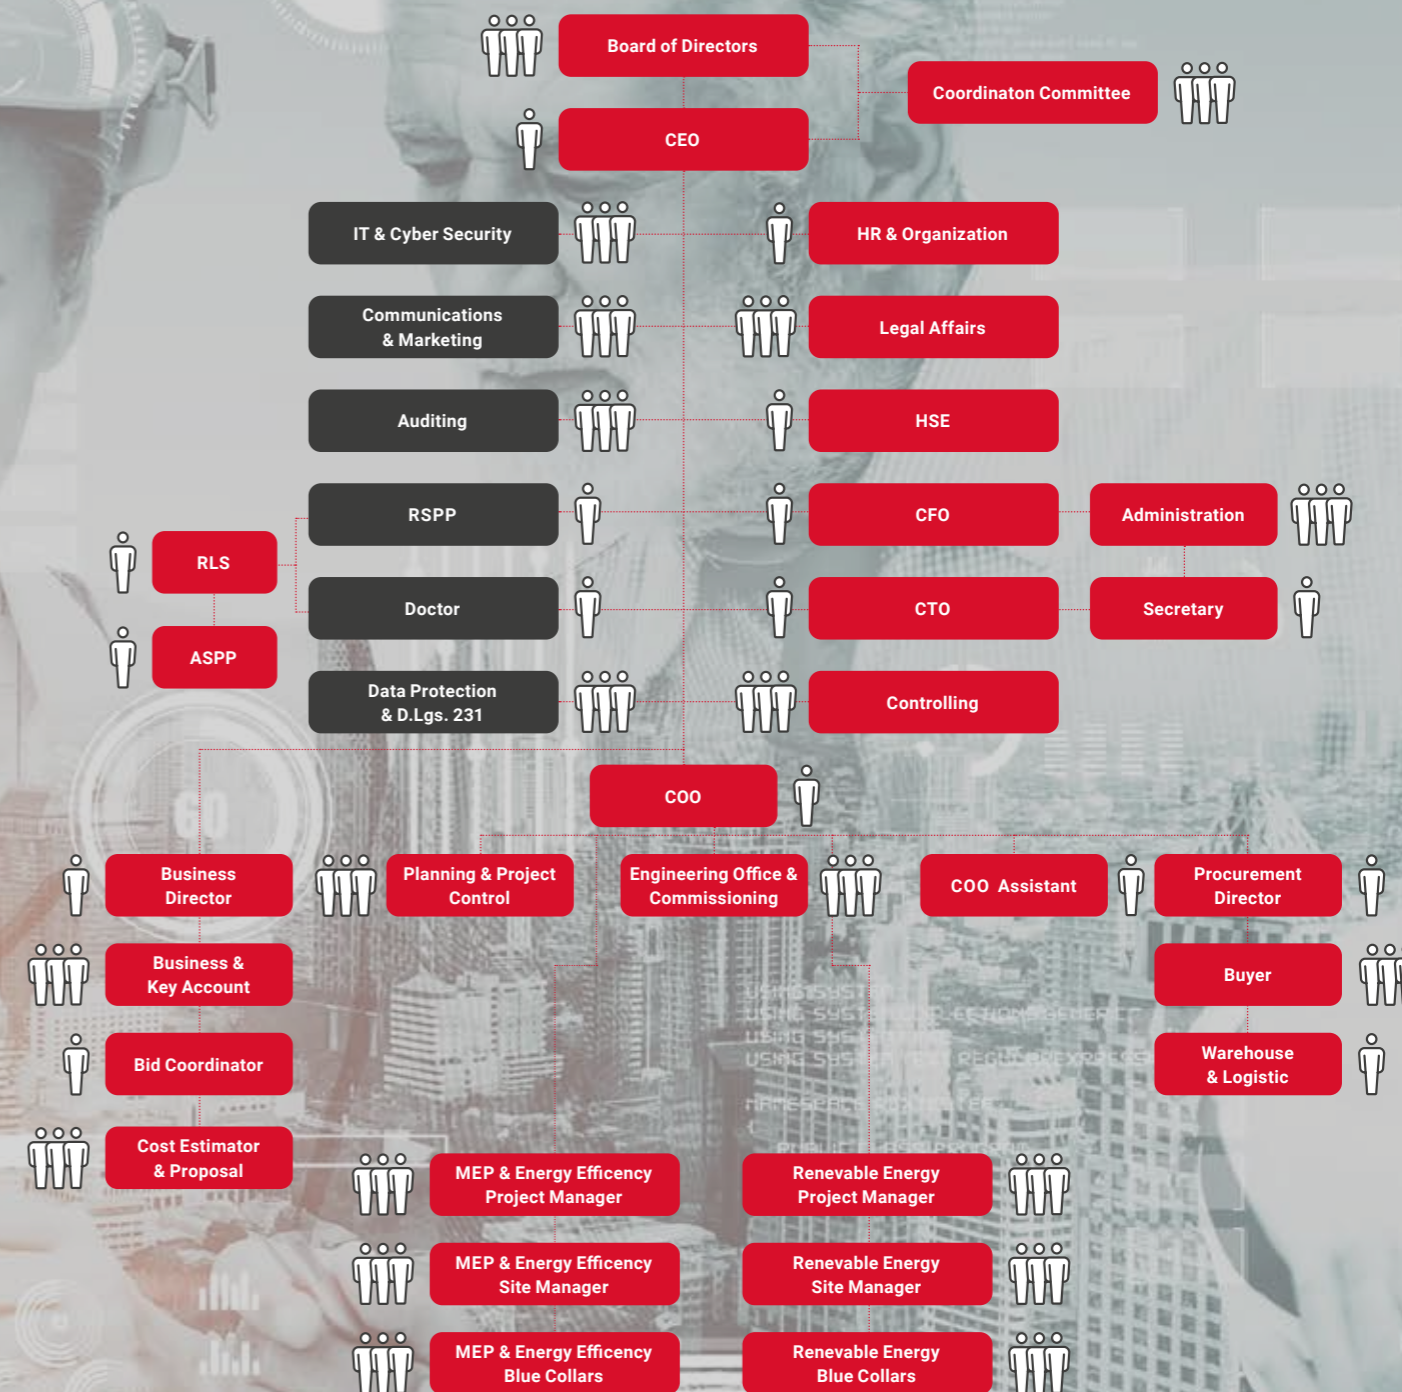 Board of Directors
Coordinaton Committee
CEO
IT & Cyber Security
HR & Organization
Communications
& Marketing
Legal Affairs
Auditing
HSE
RSPP
CFO
Administration
RLS
Doctor
CTO
Secretary
ASPP
Data Protection
& D.Lgs. 231
Controlling
60
COO
Business
Director
Planning & Project
Control
Engineering Office &
Commissioning
COO Assistant
Procurement
Director
Business &
Key Account
Buyer
Bid Coordinator
Warehouse
& Logistic
Cost Estimator
& Proposal
MEP & Energy Efficency
Project Manager
Renevable Energy
Project Manager
MEP & Energy Efficency
Site Manager
Renevable Energy
Site Manager
MEP & Energy Efficency
Blue Collars
Renevable Energy
Blue Collars